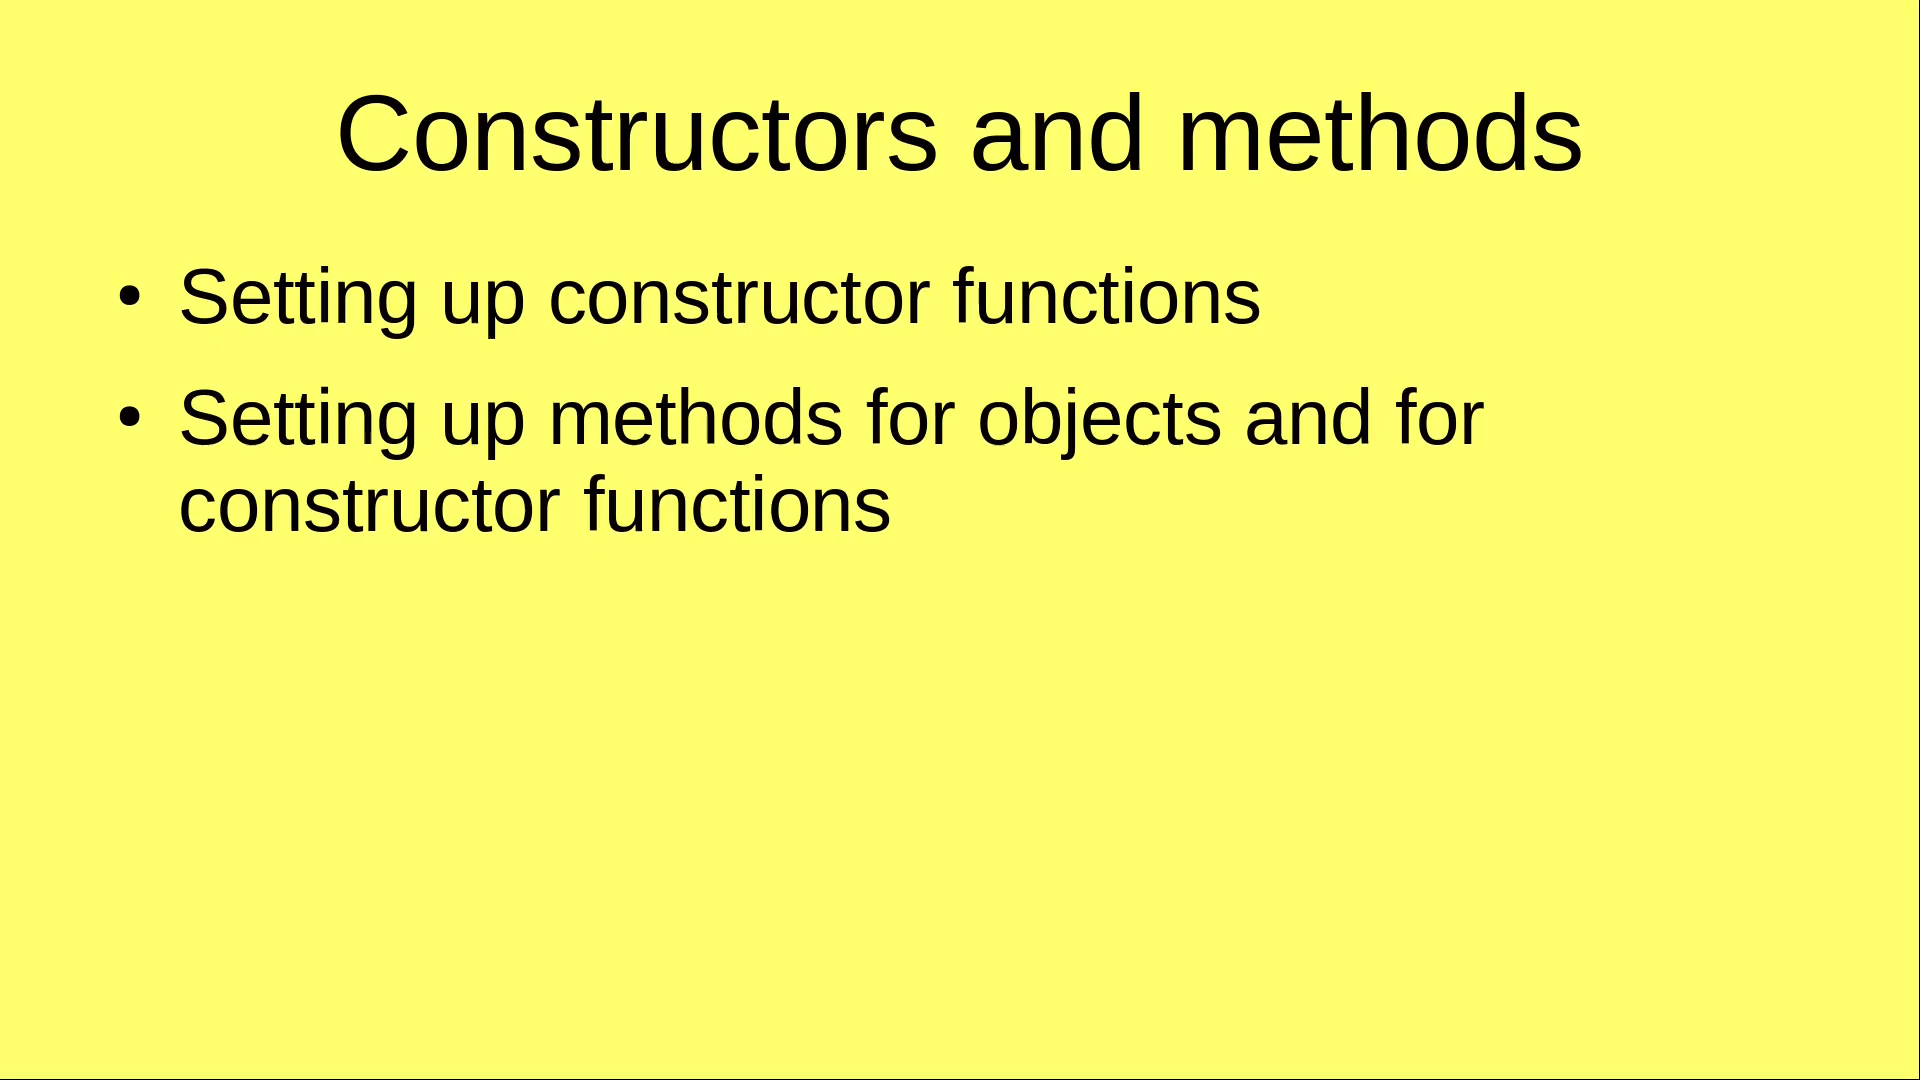 Constructors and methods
• Setting up constructor functions
• Setting up methods for objects and for
constructor functions